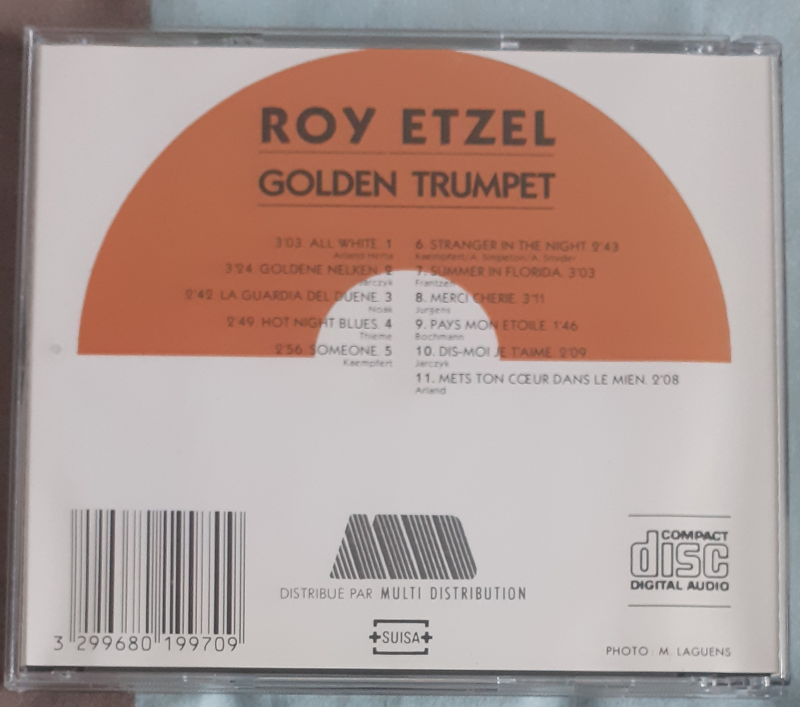 ROY ETZEL
GOLDEN TRUMPET
3'03 ALL WHITE. 1
Arland Herta
3'24 GOLDENE NELKEN. 2
Jarczyk
2'42 LA GUARDIA DEL DUENE. 3
Noak
2'49 HOT NIGHT BLUES. 4
Thieme
2'56 SOMEONE. 5
Kaempfert
6. STRANGER IN THE NIGHT. 2'43
Kaempfert/A. Singleton/A. Snyder
7. SUMMER IN FLORIDA. 3'03
Frantzen
8. MERCI CHERIE. 3'11
Jurgens
9. PAYS MON ETOILE. 1'46
Bochmann
10. DIS-MOI JE T'AIME. 2'09
Jarczyk
11. METS TON CŒUR DANS LE MIEN. 2'08
Arland
DISTRIBUE PAR MULTI DISTRIBUTION
SUISA
COMPACT
disc
DIGITAL AUDIO
3 299680 199709
PHOTO : M. LAGUENS